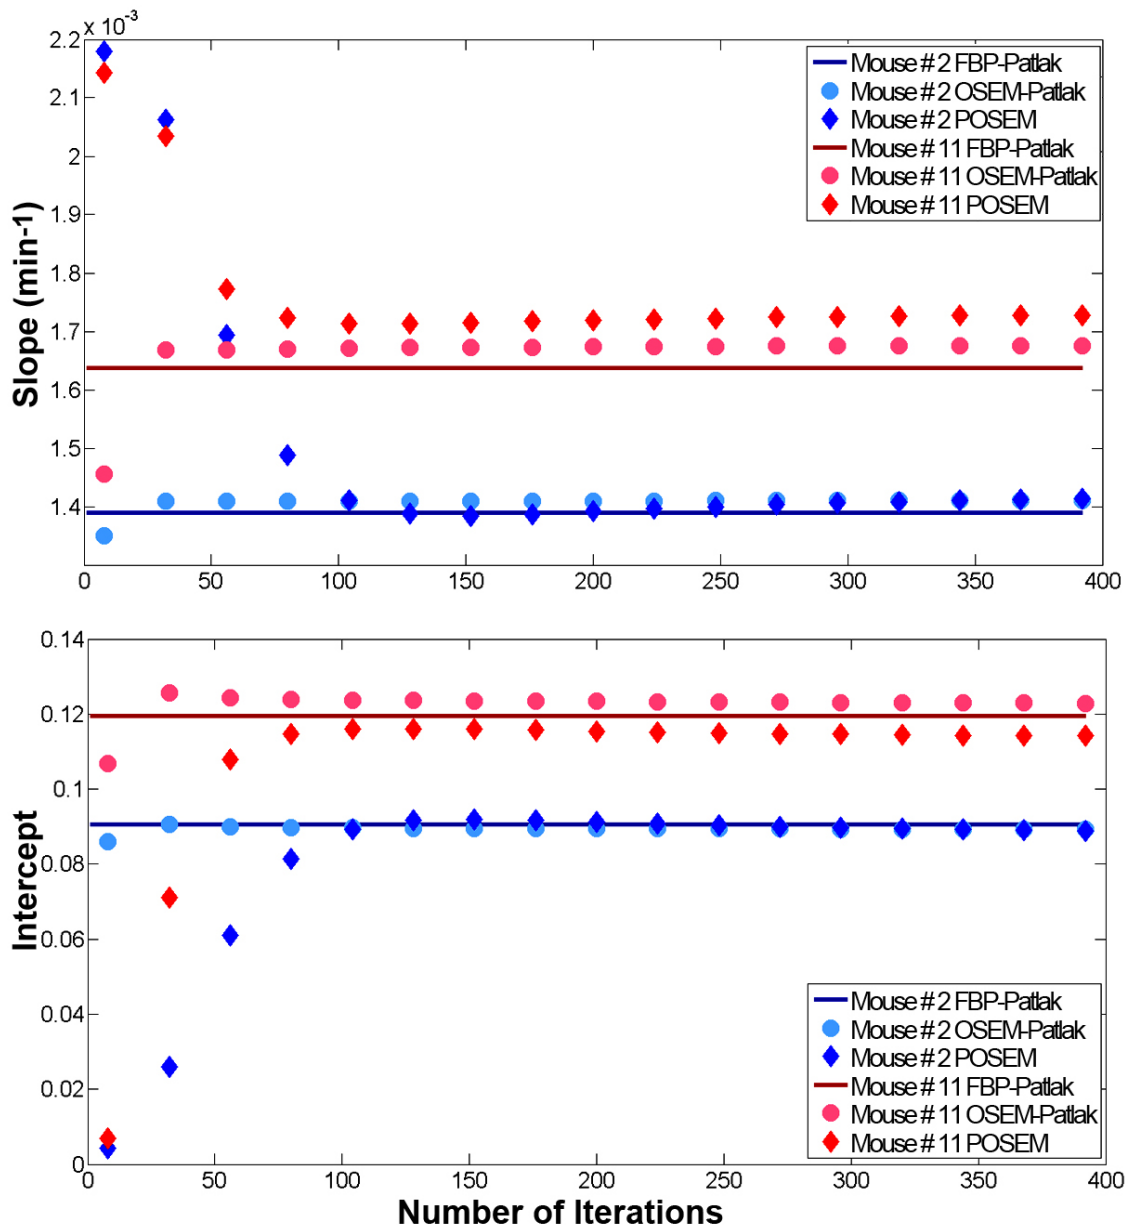 x 10⁻³
2.2
2.1
2
1.9
1.8
1.7
1.6
1.5
1.4
0 50 100 150 200 250 300 350 400
Slope (min-1)
Mouse # 2 FBP-Patlak
Mouse # 2 OSEM-Patlak
Mouse # 2 POSEM
Mouse # 11 FBP-Patlak
Mouse # 11 OSEM-Patlak
Mouse # 11 POSEM
0.14
0.12
0.1
0.08
0.06
0.04
0.02
0
0 50 100 150 200 250 300 350 400
Intercept
Mouse # 2 FBP-Patlak
Mouse # 2 OSEM-Patlak
Mouse # 2 POSEM
Mouse # 11 FBP-Patlak
Mouse # 11 OSEM-Patlak
Mouse # 11 POSEM
Number of Iterations